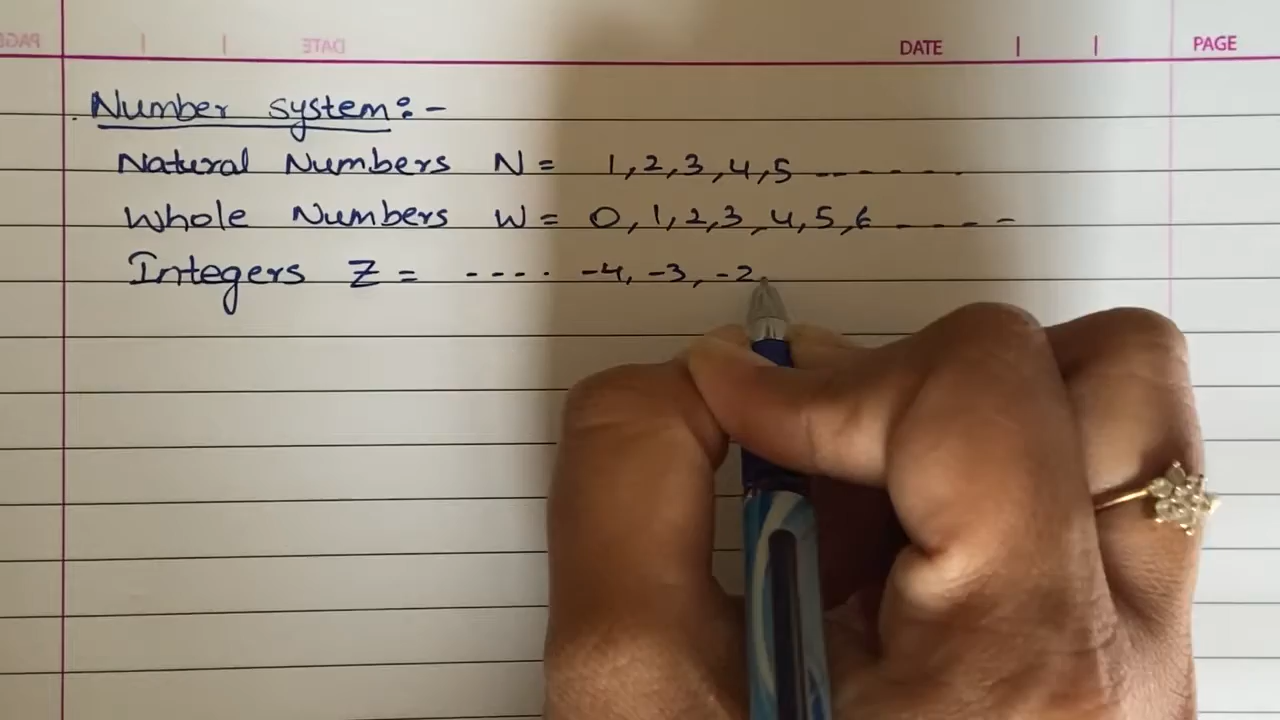 DATE PAGE
Number system:-
Natural Numbers N = 1,2,3,4,5 ------
Whole Numbers W = 0,1,2,3,4,5,6 ----
Integers Z = ---- -4, -3, -2,